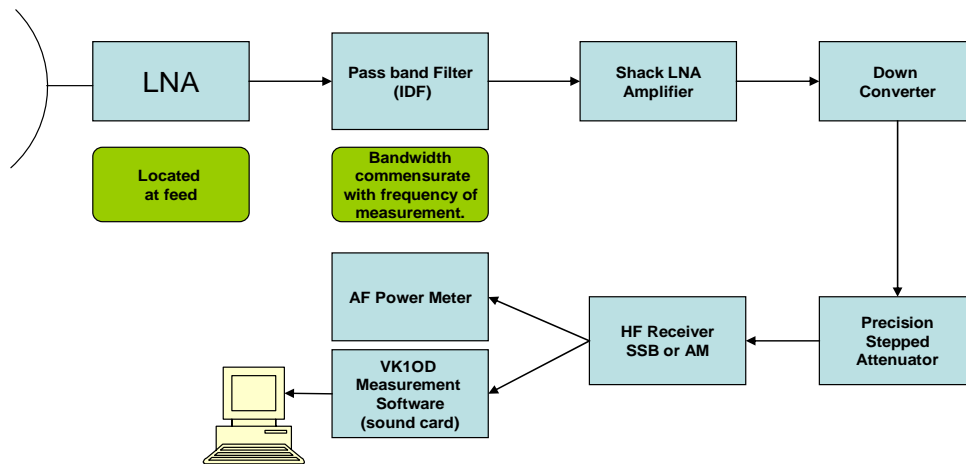 LNA
Pass band Filter
(IDF)
Shack LNA
Amplifier
Down
Converter
Located
at feed
Bandwidth
commensurate
with frequency of
measurement.
AF Power Meter
HF Receiver
SSB or AM
Precision
Stepped
Attenuator
VK1OD
Measurement
Software
(sound card)